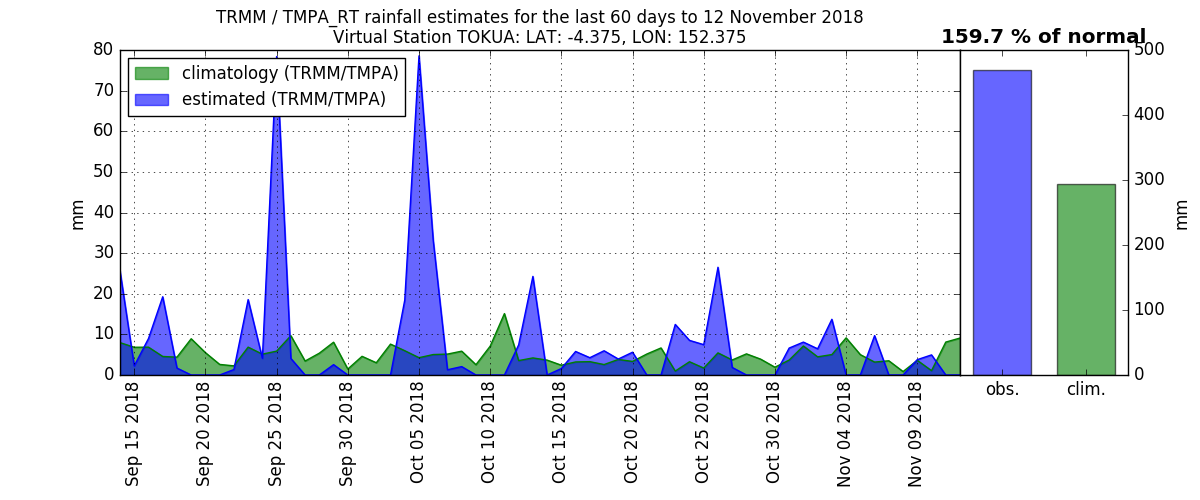 TRMM / TMPA_RT rainfall estimates for the last 60 days to 12 November 2018
Virtual Station TOKUA: LAT: -4.375, LON: 152.375
159.7 % of normal
climatology (TRMM/TMPA)
estimated (TRMM/TMPA)
80
70
60
50
40
30
20
10
0
mm
Sep 15 2018
Sep 20 2018
Sep 25 2018
Sep 30 2018
Oct 05 2018
Oct 10 2018
Oct 15 2018
Oct 20 2018
Oct 25 2018
Oct 30 2018
Nov 04 2018
Nov 09 2018
obs.
clim.
500
400
300
200
100
0
mm